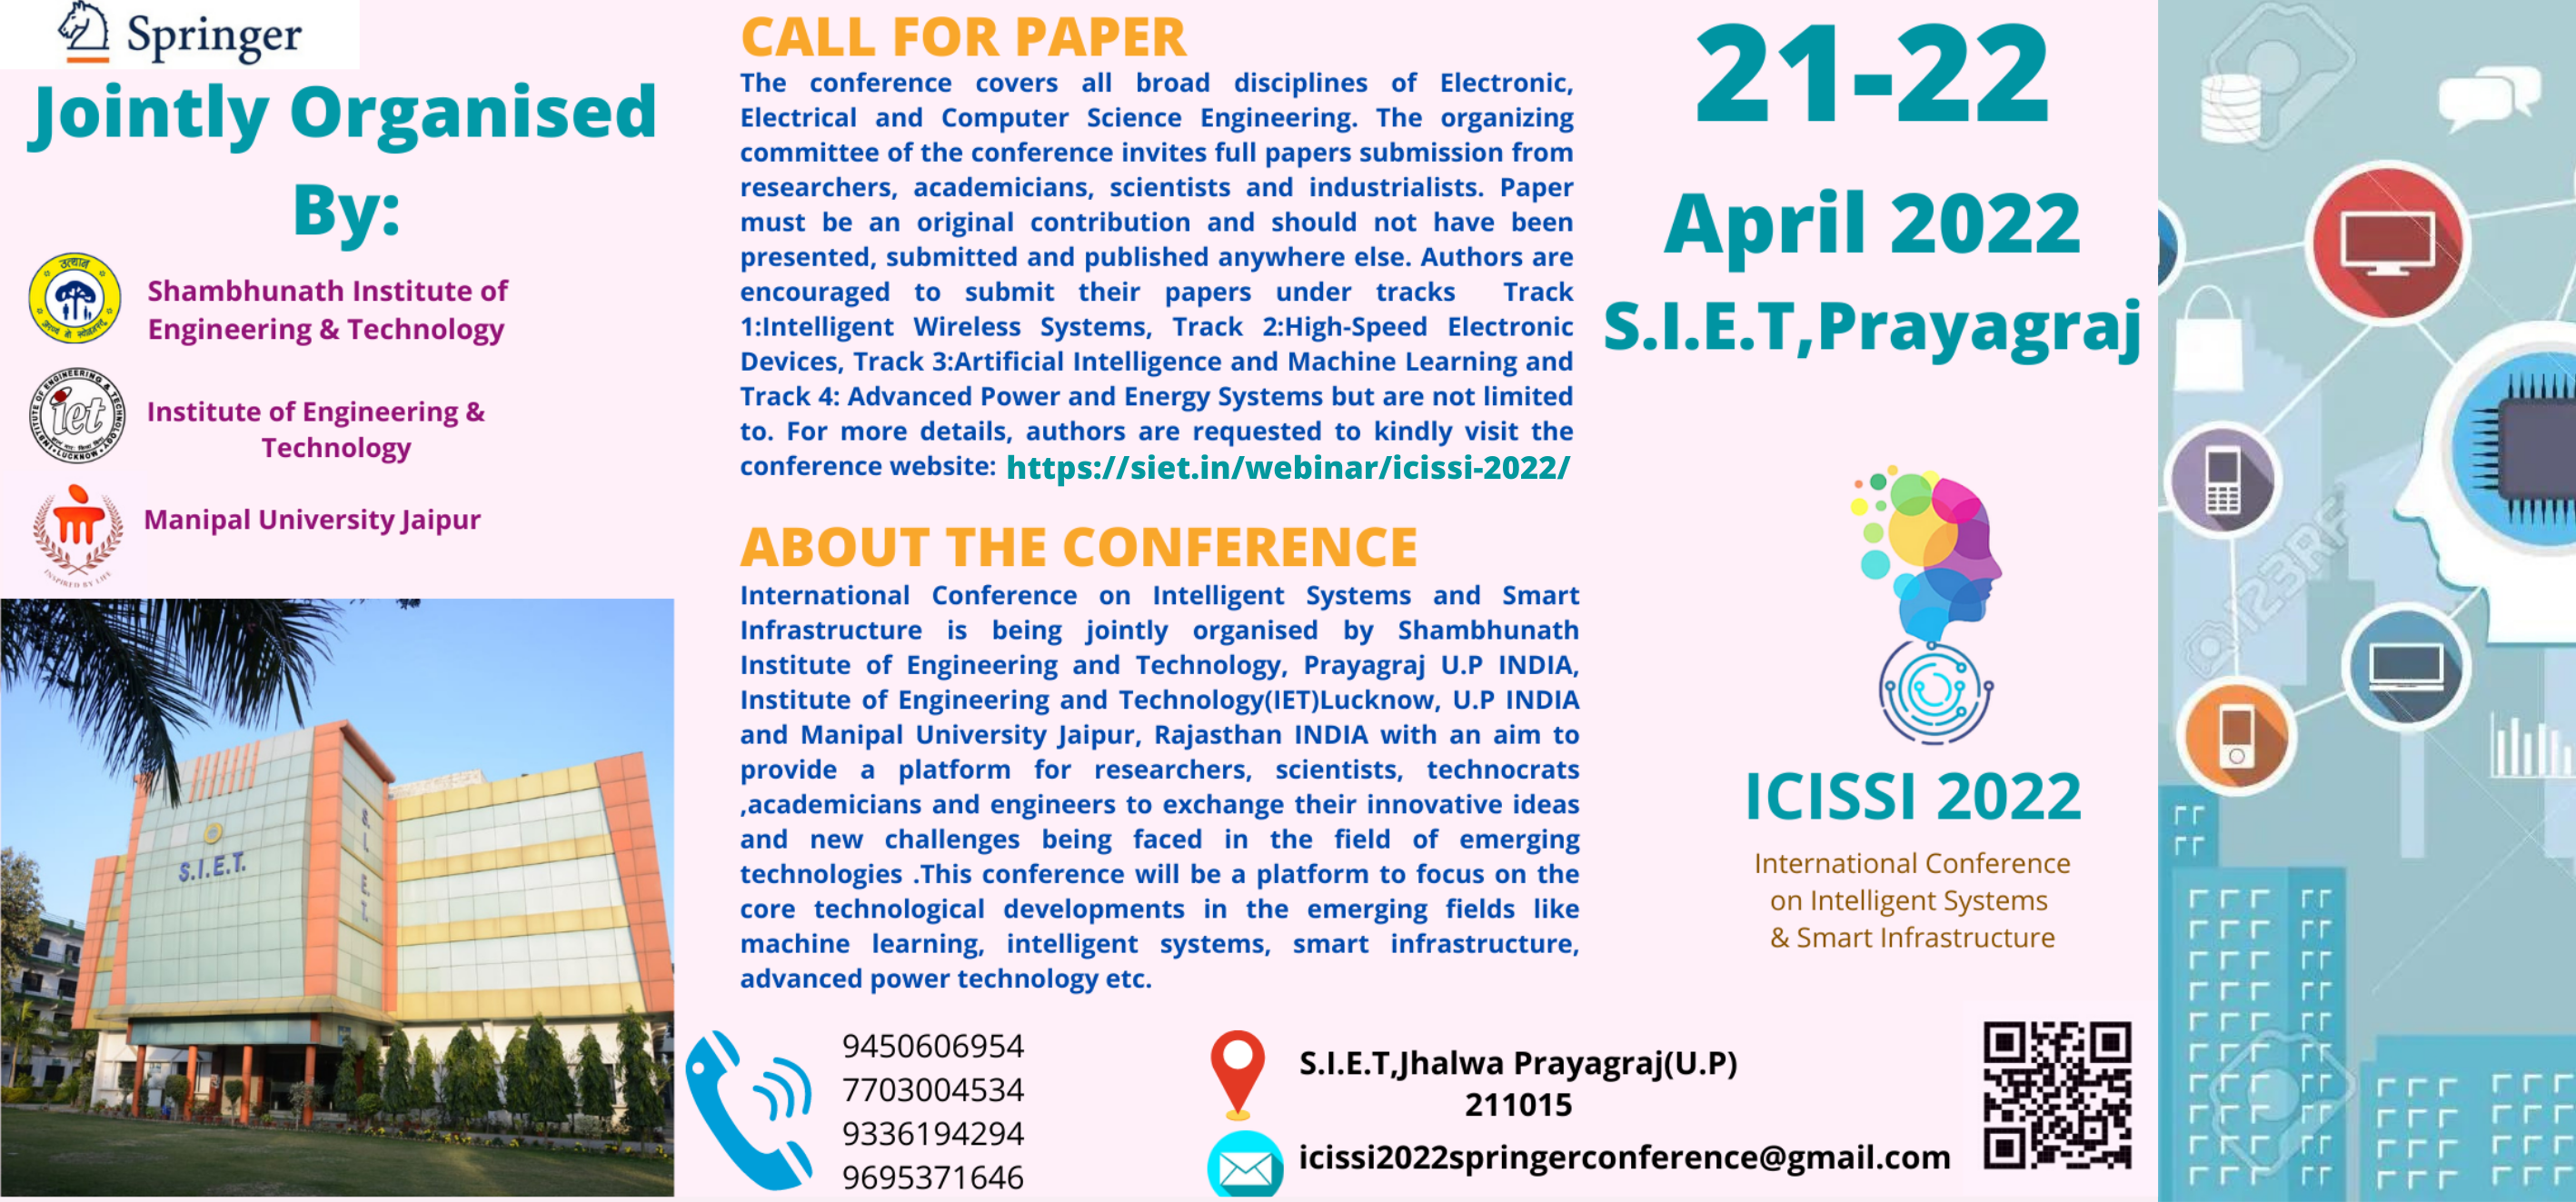 Springer
Jointly Organised
By:
उत्थान
Shambhunath Institute of
Engineering & Technology
INSTITUTE OF ENGINEERING & TECHNOLOGY
iet
LUCKNOW
Institute of Engineering &
Technology
INSPIRED BY LIFE
Manipal University Jaipur
S.I.E.T.
S.I.E.T.
CALL FOR PAPER
The conference covers all broad disciplines of Electronic,
Electrical and Computer Science Engineering. The organizing
committee of the conference invites full papers submission from
researchers, academicians, scientists and industrialists. Paper
must be an original contribution and should not have been
presented, submitted and published anywhere else. Authors are
encouraged to submit their papers under tracks Track
1:Intelligent Wireless Systems, Track 2:High-Speed Electronic
Devices, Track 3:Artificial Intelligence and Machine Learning and
Track 4: Advanced Power and Energy Systems but are not limited
to. For more details, authors are requested to kindly visit the
conference website: https://siet.in/webinar/icissi-2022/
ABOUT THE CONFERENCE
International Conference on Intelligent Systems and Smart
Infrastructure is being jointly organised by Shambhunath
Institute of Engineering and Technology, Prayagraj U.P INDIA,
Institute of Engineering and Technology(IET)Lucknow, U.P INDIA
and Manipal University Jaipur, Rajasthan INDIA with an aim to
provide a platform for researchers, scientists, technocrats
,academicians and engineers to exchange their innovative ideas
and new challenges being faced in the field of emerging
technologies .This conference will be a platform to focus on the
core technological developments in the emerging fields like
machine learning, intelligent systems, smart infrastructure,
advanced power technology etc.
9450606954
7703004534
9336194294
9695371646
S.I.E.T,Jhalwa Prayagraj(U.P)
211015
icissi2022springerconference@gmail.com
21-22
April 2022
S.I.E.T,Prayagraj
ICISSI 2022
International Conference
on Intelligent Systems
& Smart Infrastructure
123RF